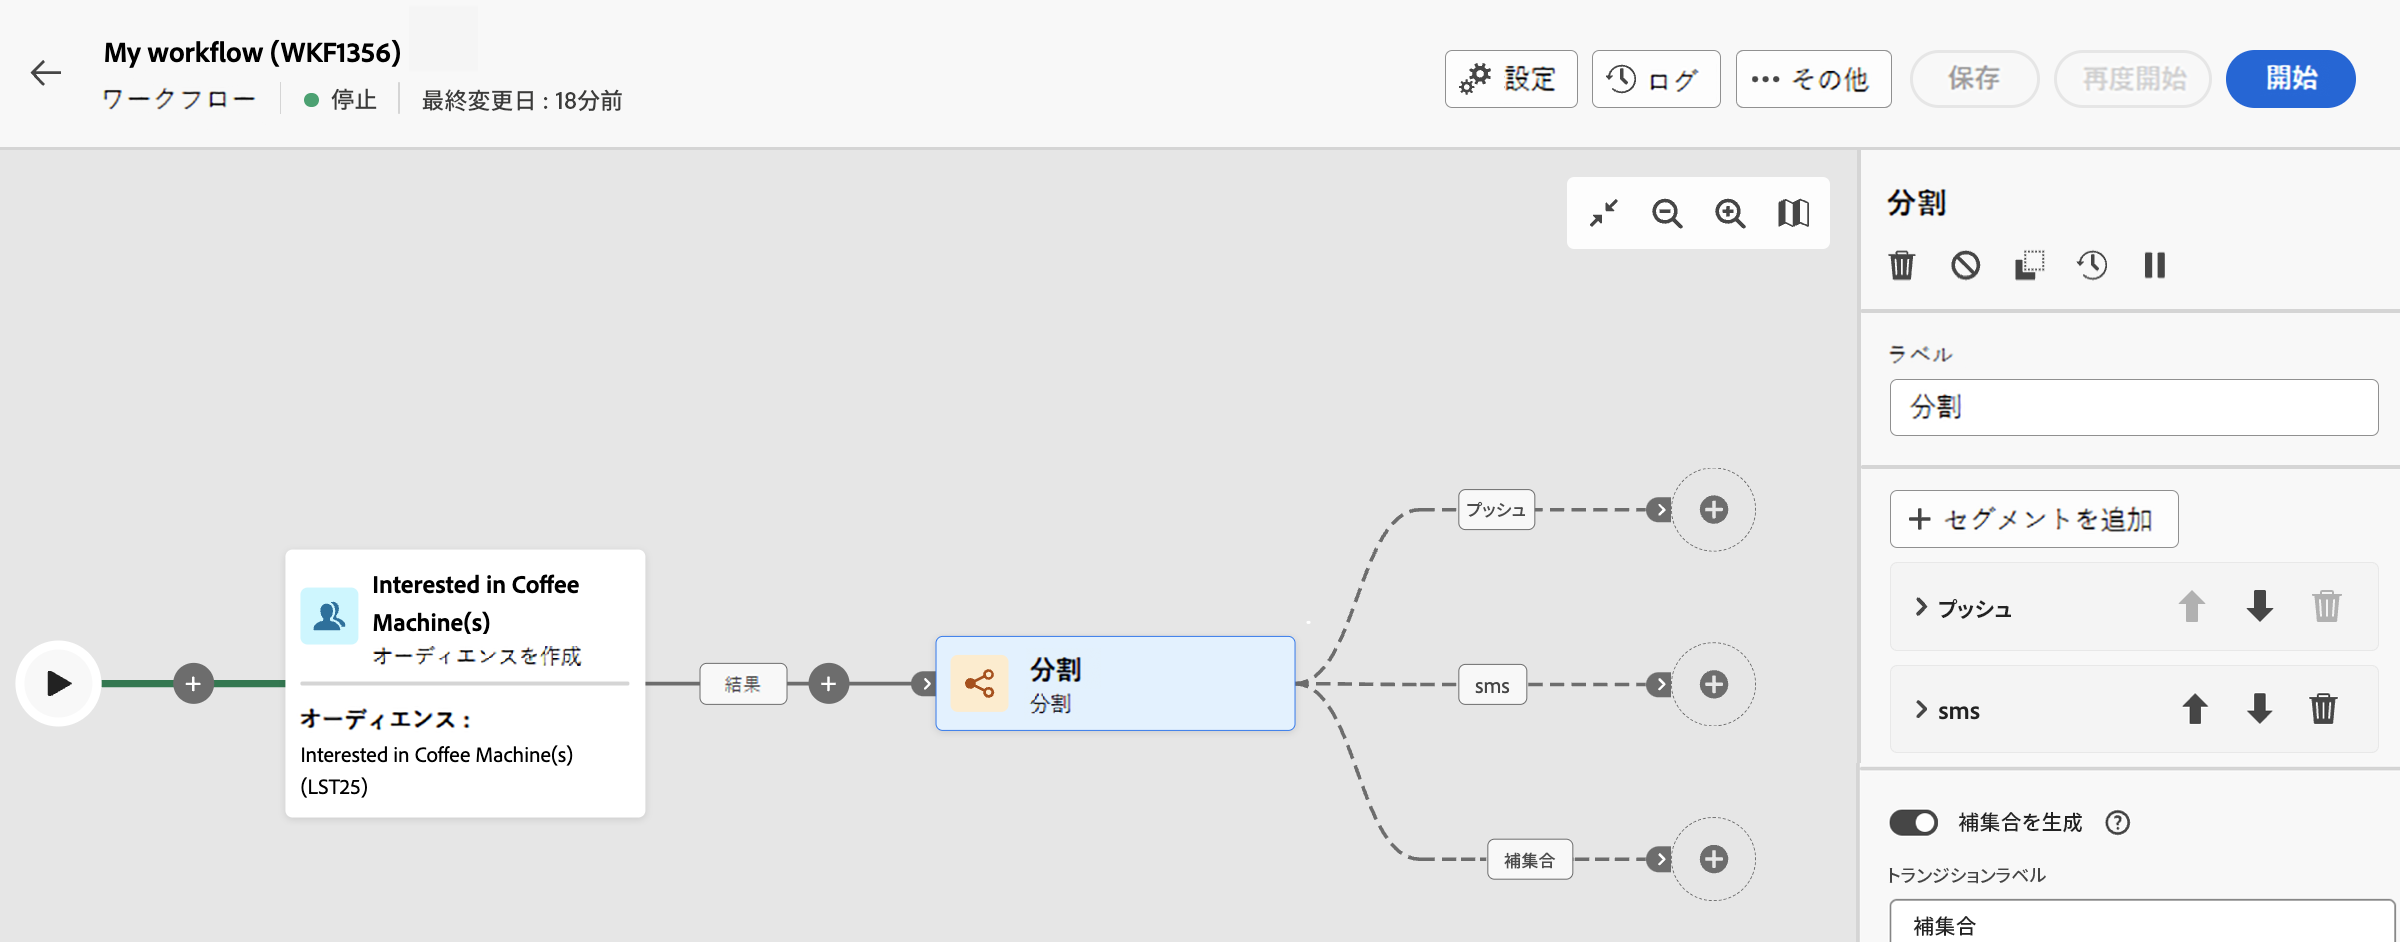 My workflow (WKF1356)
ワークフロー 停止 最終変更日 : 18分前
設定 ログ その他 保存 再度開始 開始
Interested in Coffee
Machine(s)
オーディエンスを作成
オーディエンス :
Interested in Coffee Machine(s)
(LST25)
結果
分割
分割
プッシュ
sms
補集合
分割
ラベル
分割
セグメントを追加
プッシュ
sms
補集合を生成
トランジションラベル
補集合